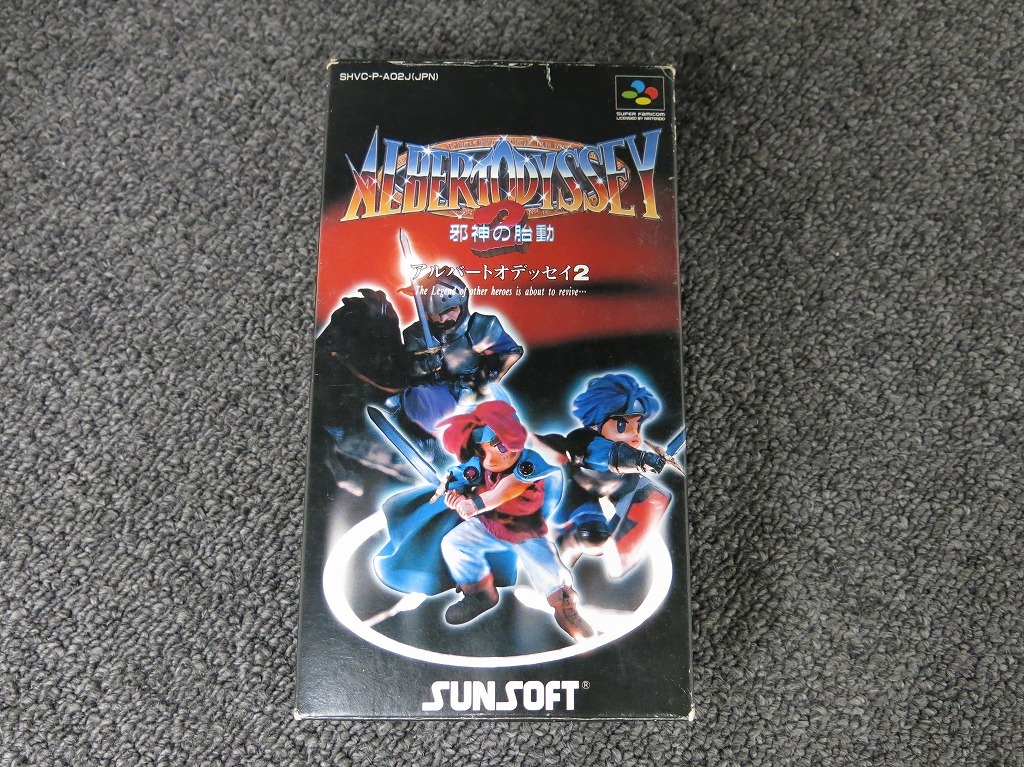 SHVC-P-A02J(JPN)
SUPER FAMICOM
LICENSED BY NINTENDO
ALBERT ODYSSEY
2
邪神の胎動
アルバートオデッセイ2
The Legend of other heroes is about to revive…
SUNSOFT®